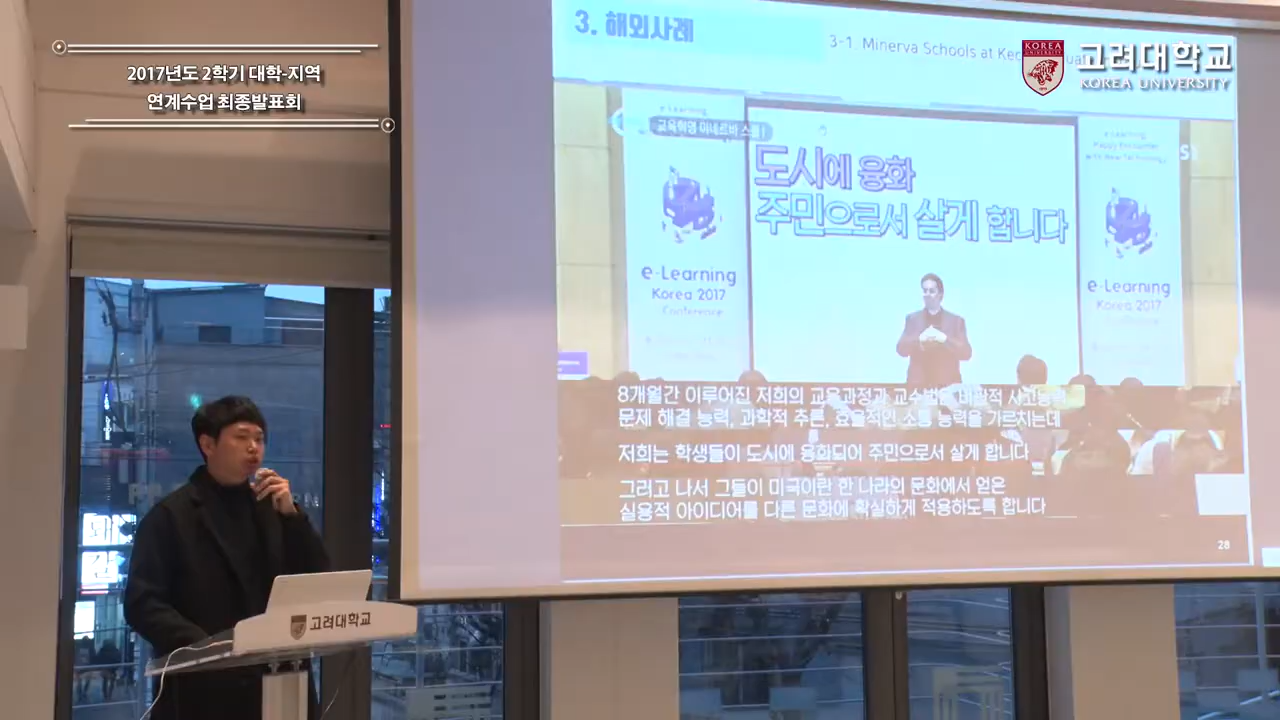 2017년도 2학기 대학-지역
연계수업 최종발표회
3. 해외사례
3-1. Minerva Schools at
KOREA
UNIVERSITY
고려대학교
KOREA UNIVERSITY
e-Learning
교육혁명 미네르바 스쿨
도시에 융화
주민으로서 살게 합니다
e-Learning
Korea 2017
Conference
e-Learning
Happy Encounter
with New Technology
e-Learning
Korea 2017
Conference
8개월간 이루어진 저희의 교육과정과 교수법은 비판적 사고능력
문제 해결 능력, 과학적 추론, 효율적인 소통 능력을 가르치는데
저희는 학생들이 도시에 융화되어 주민으로서 살게 합니다
그리고 나서 그들이 미국이란 한 나라의 문화에서 얻은
실용적 아이디어를 다른 문화에 확실하게 적용하도록 합니다
28
고려대학교